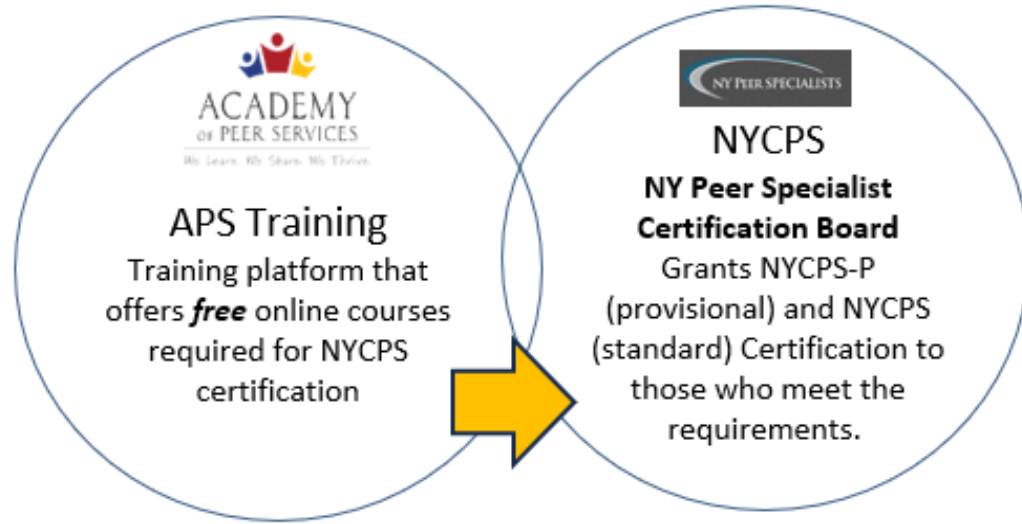 ACADEMY
OF PEER SERVICES
We Learn. We Share. We Thrive.
APS Training
Training platform that
offers free online courses
required for NYCPS
certification
NY PEER SPECIALISTS
NYCPS
NY Peer Specialist
Certification Board
Grants NYCPS-P
(provisional) and NYCPS
(standard) Certification to
those who meet the
requirements.